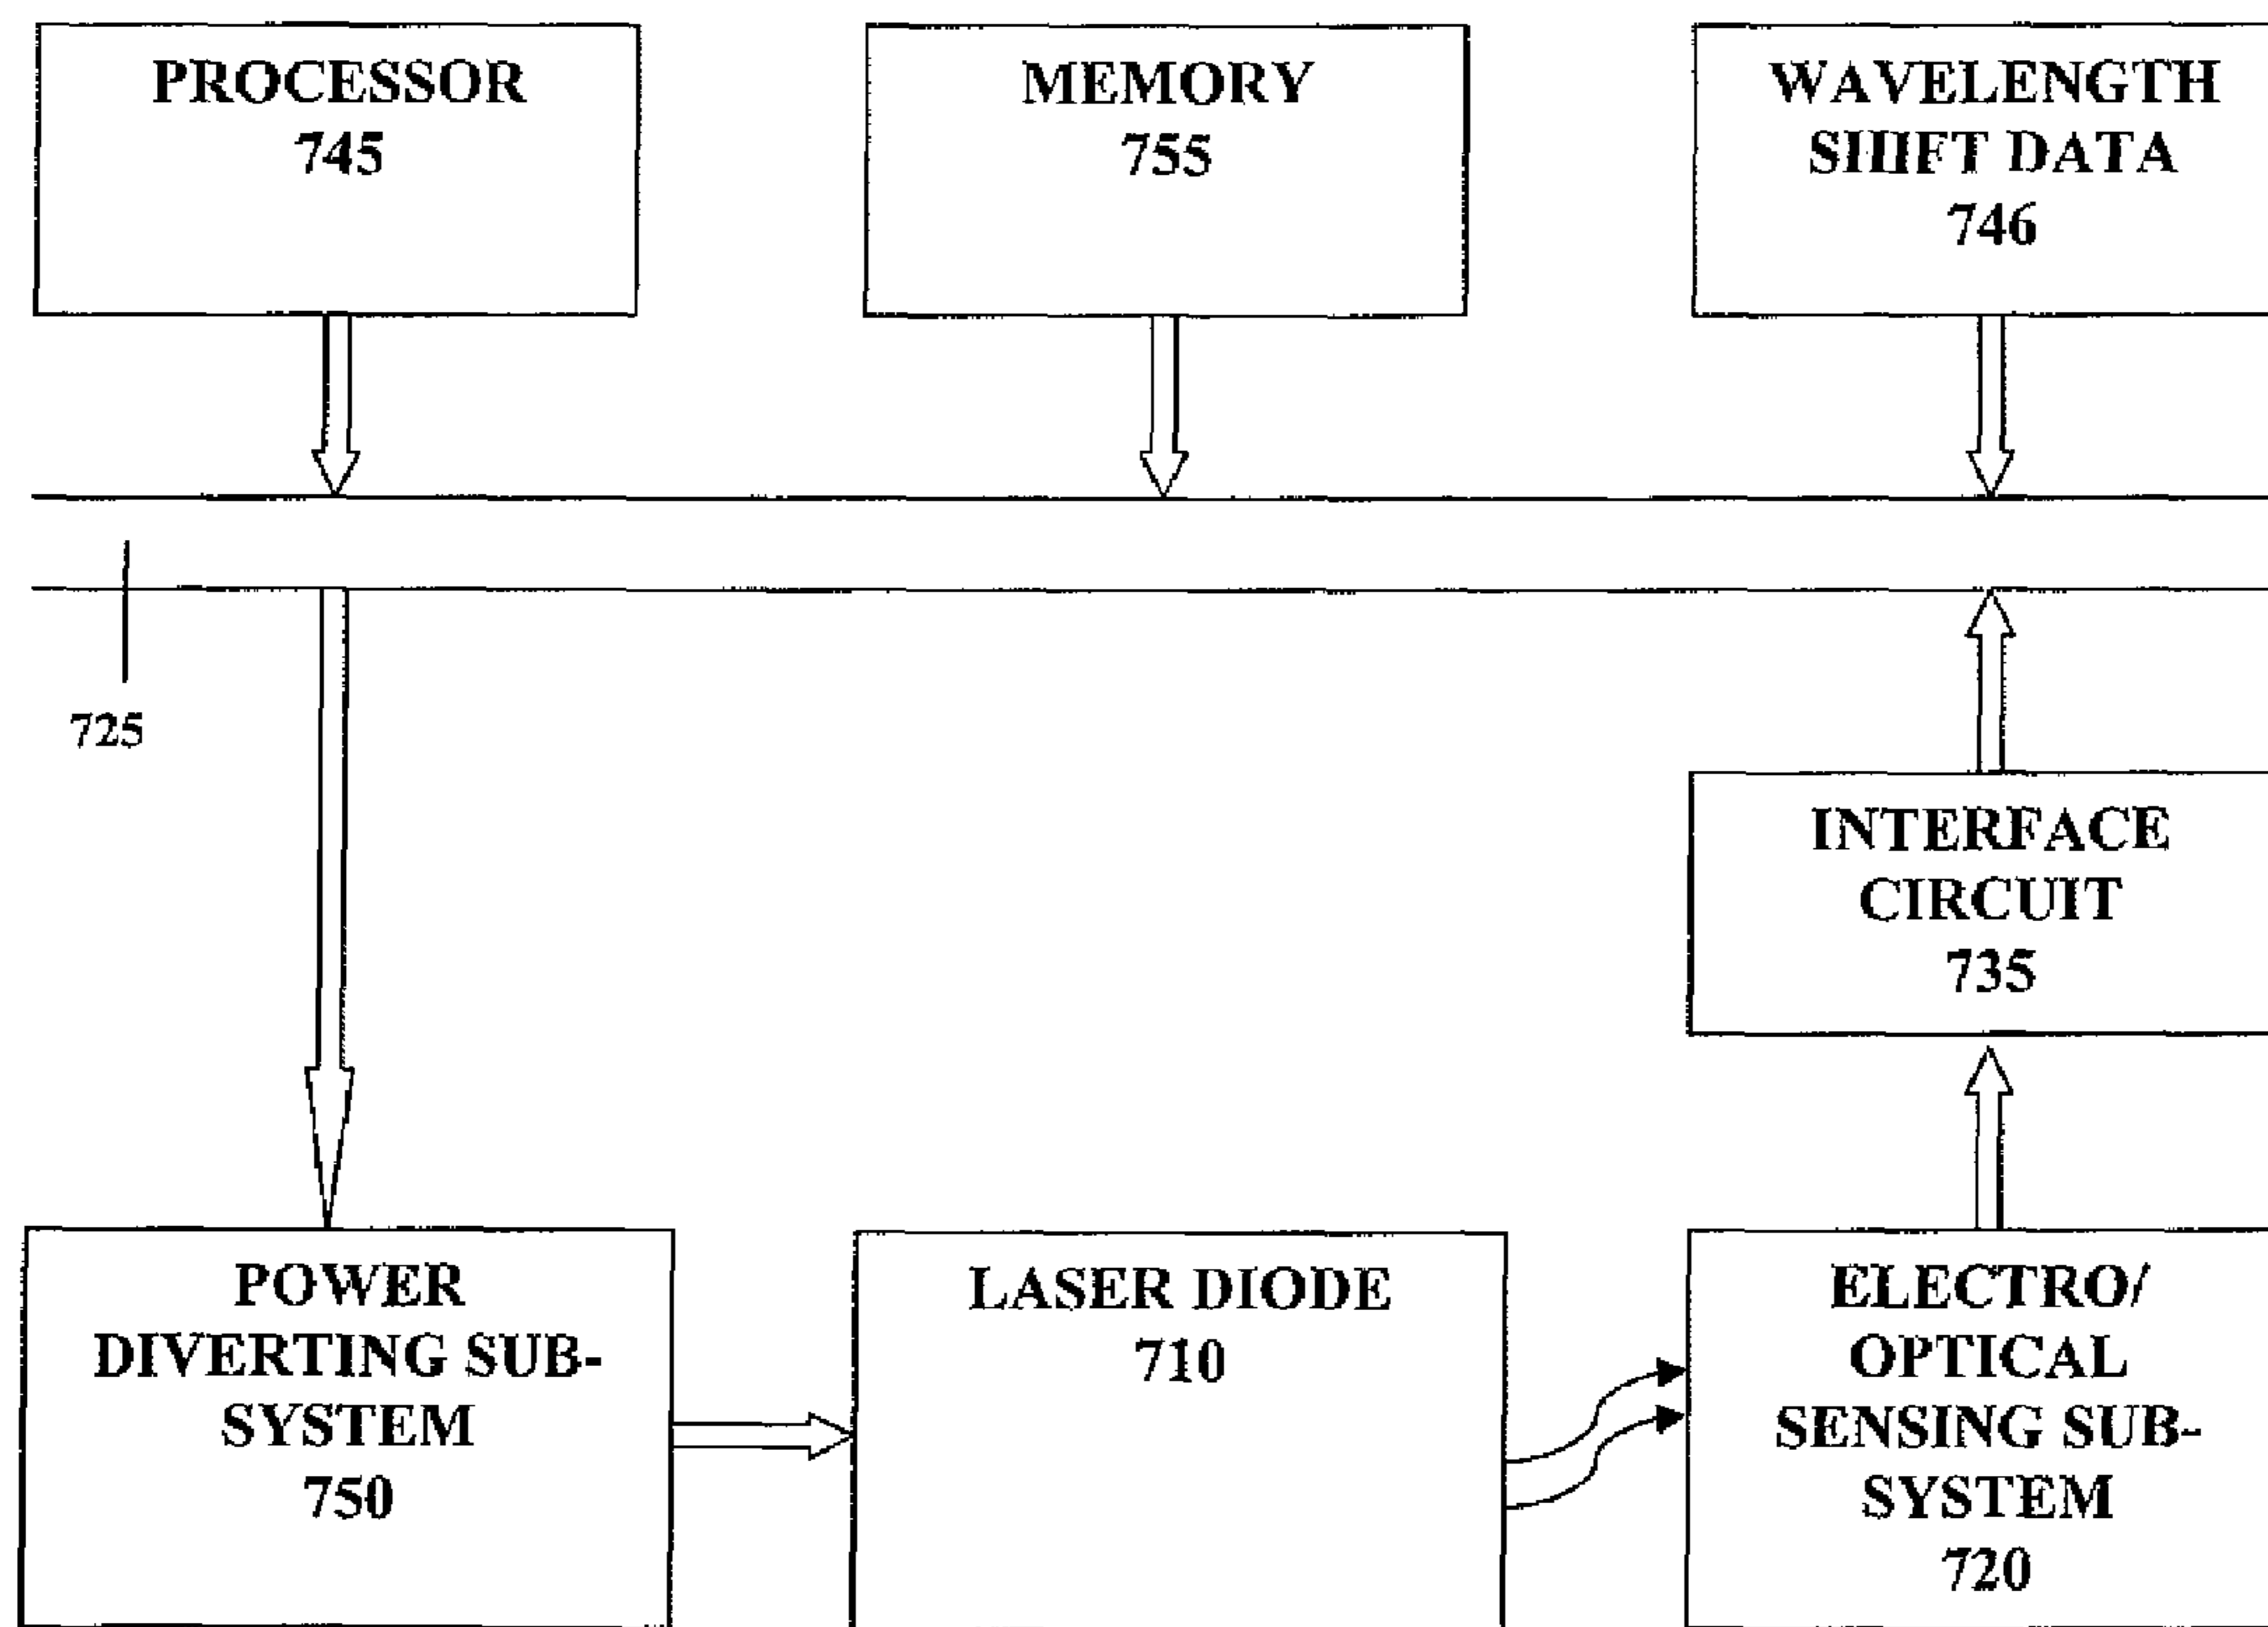 PROCESSOR
745
MEMORY
755
WAVELENGTH
SHIFT DATA
746
725
INTERFACE
CIRCUIT
735
POWER
DIVERTING SUB-
SYSTEM
750
LASER DIODE
710
ELECTRO/
OPTICAL
SENSING SUB-
SYSTEM
720